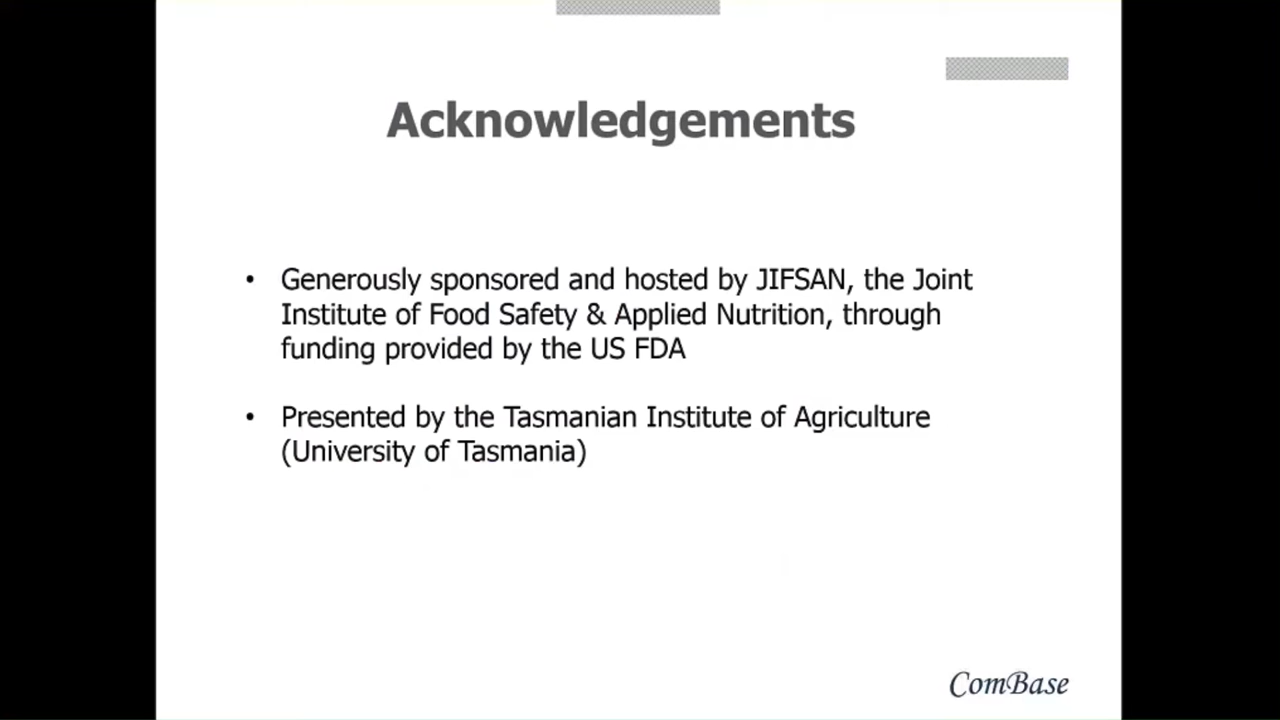 Acknowledgements
• Generously sponsored and hosted by JIFSAN, the Joint
Institute of Food Safety & Applied Nutrition, through
funding provided by the US FDA
• Presented by the Tasmanian Institute of Agriculture
(University of Tasmania)
ComBase